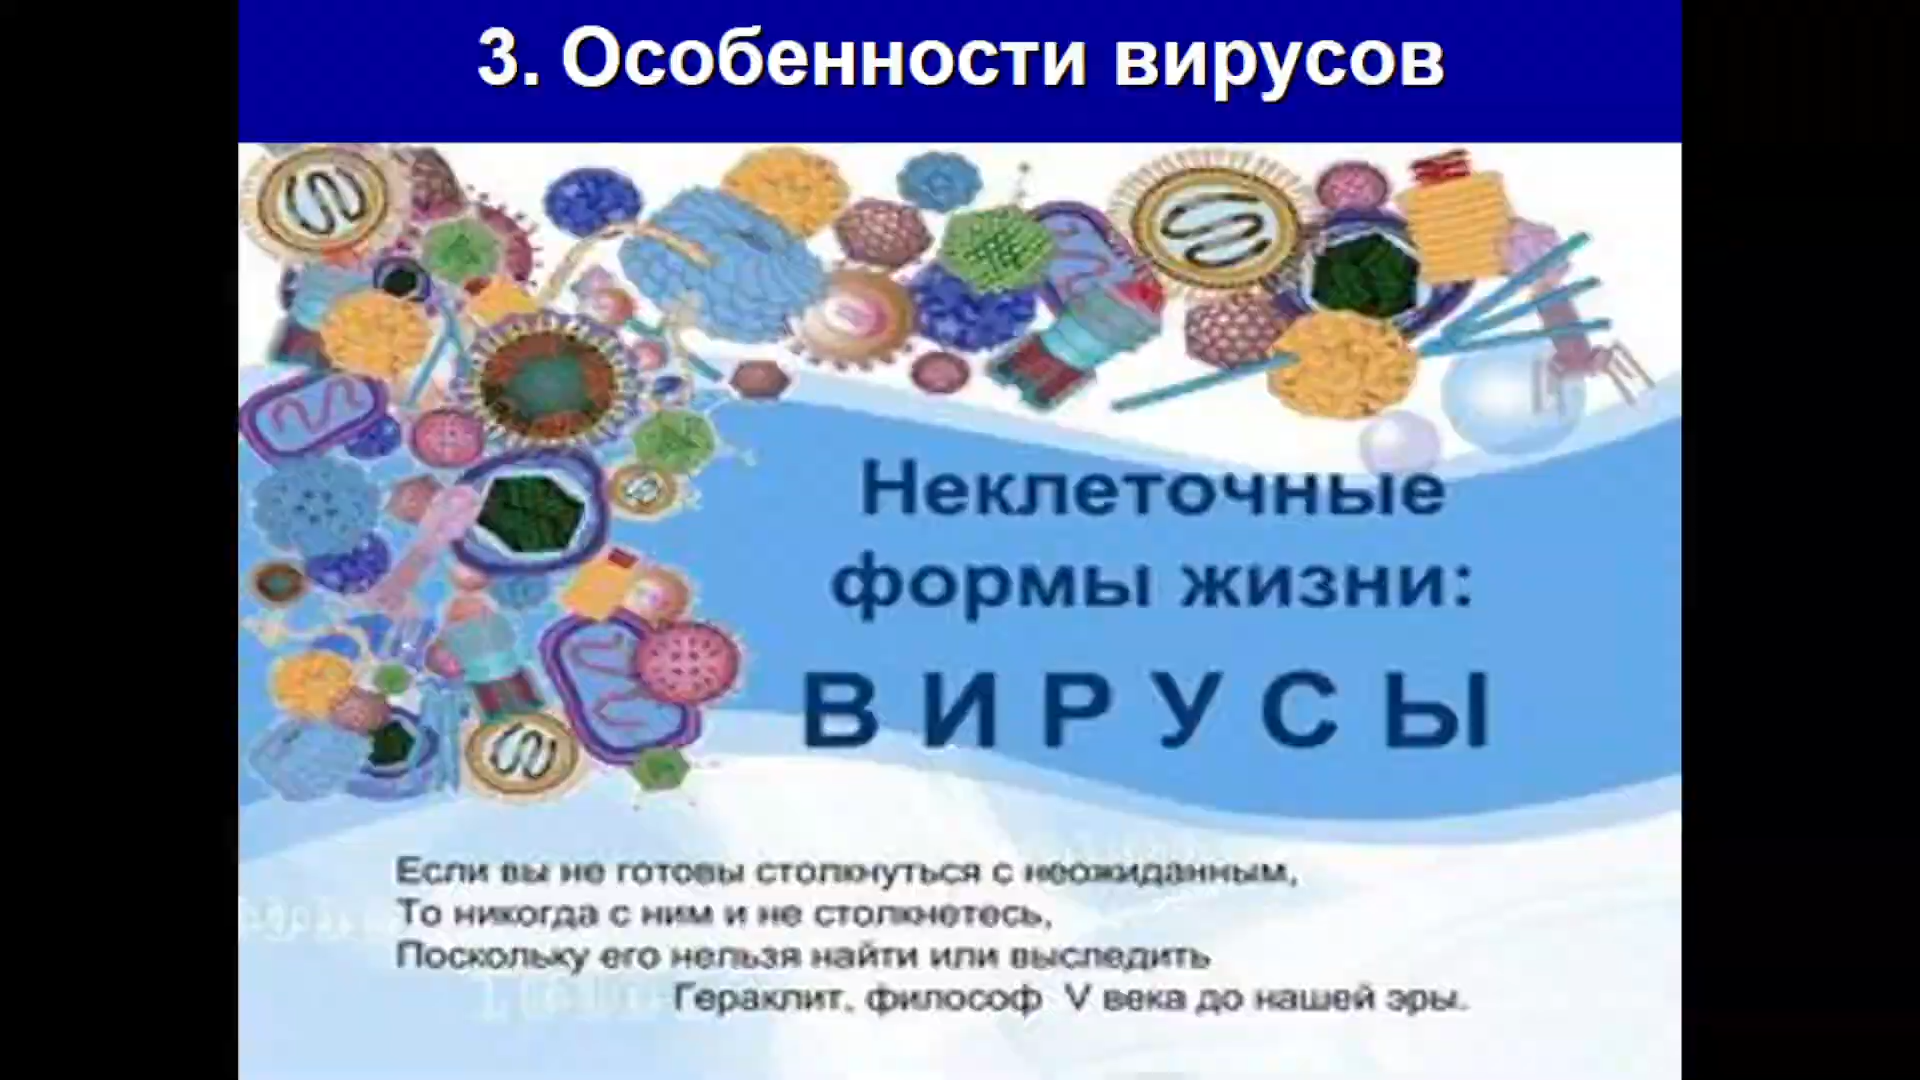 3. Особенности вирусов
Неклеточные
формы жизни:
ВИРУСЫ
Если вы не готовы столкнуться с неожиданным,
То никогда с ним и не столкнетесь,
Поскольку его нельзя найти или выследить
Гераклит, философ V века до нашей эры.